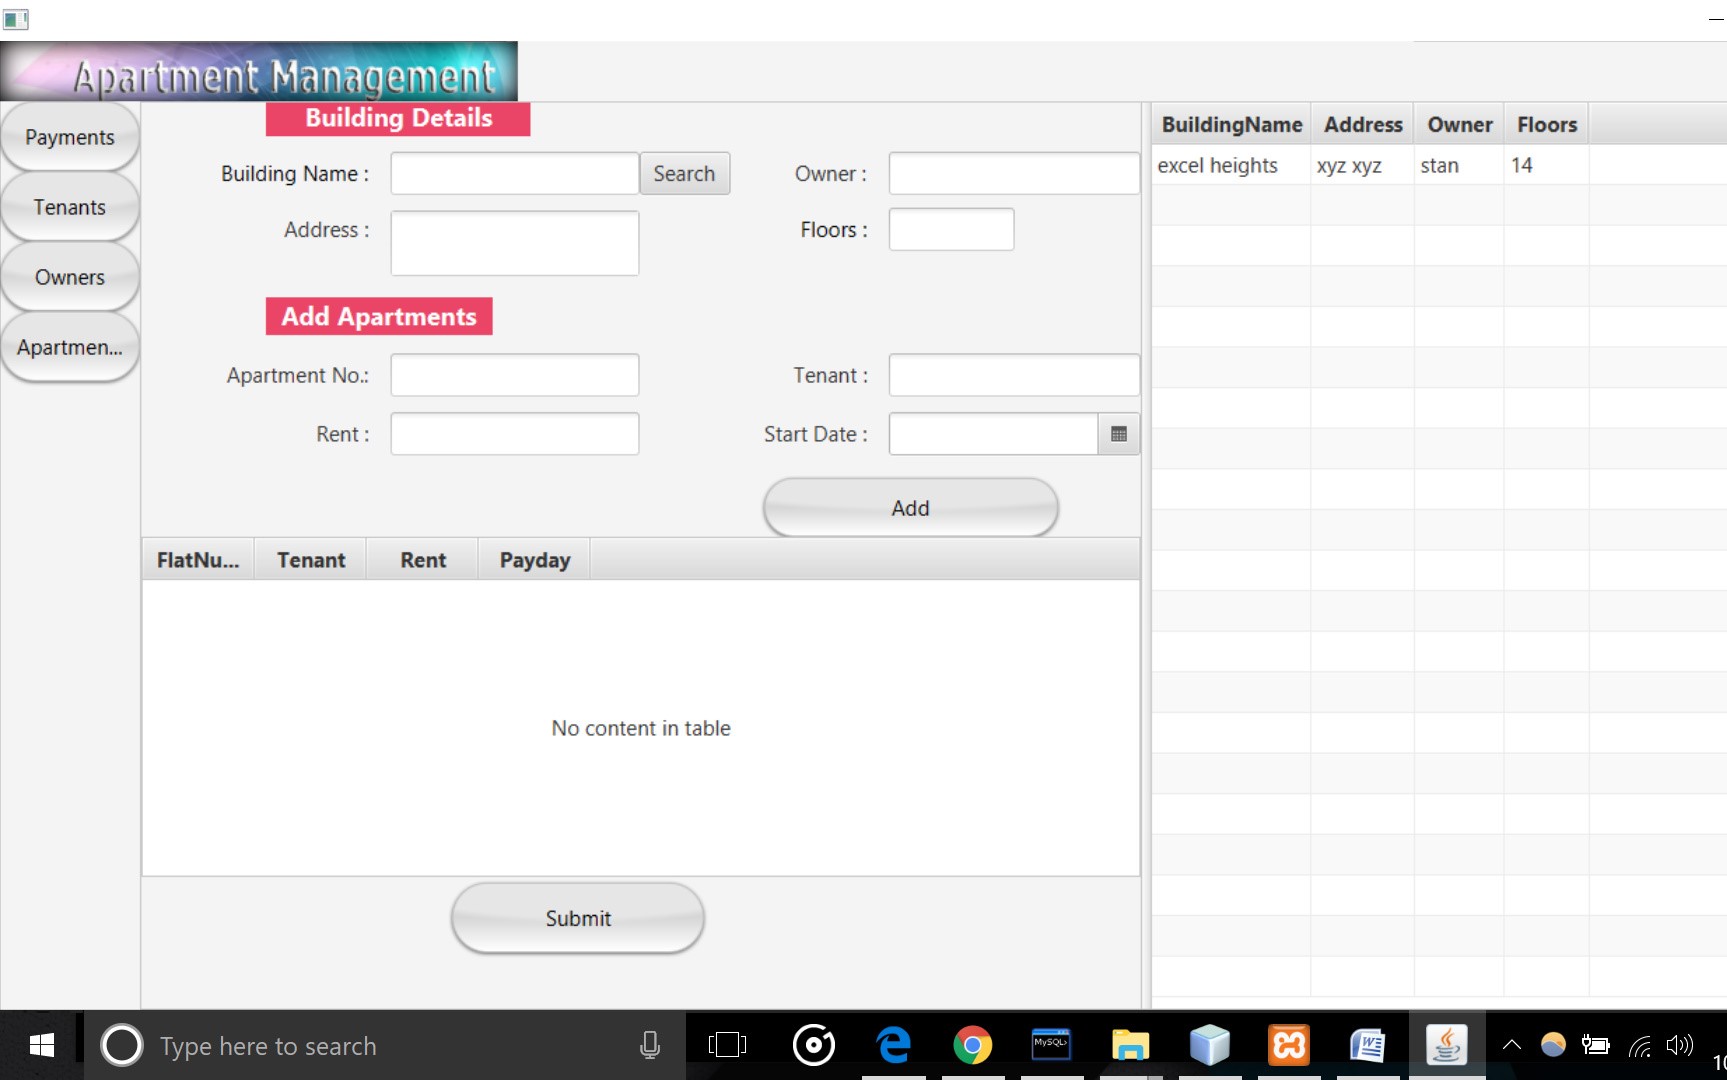 Apartment Management
Payments
Tenants
Owners
Apartmen...
Building Details
Building Name :
Search
Owner :
Address :
Floors :
Add Apartments
Apartment No.:
Tenant :
Rent :
Start Date :
Add
FlatNu... Tenant Rent Payday
No content in table
Submit
BuildingName Address Owner Floors
excel heights xyz xyz stan 14
Type here to search
MySQL>